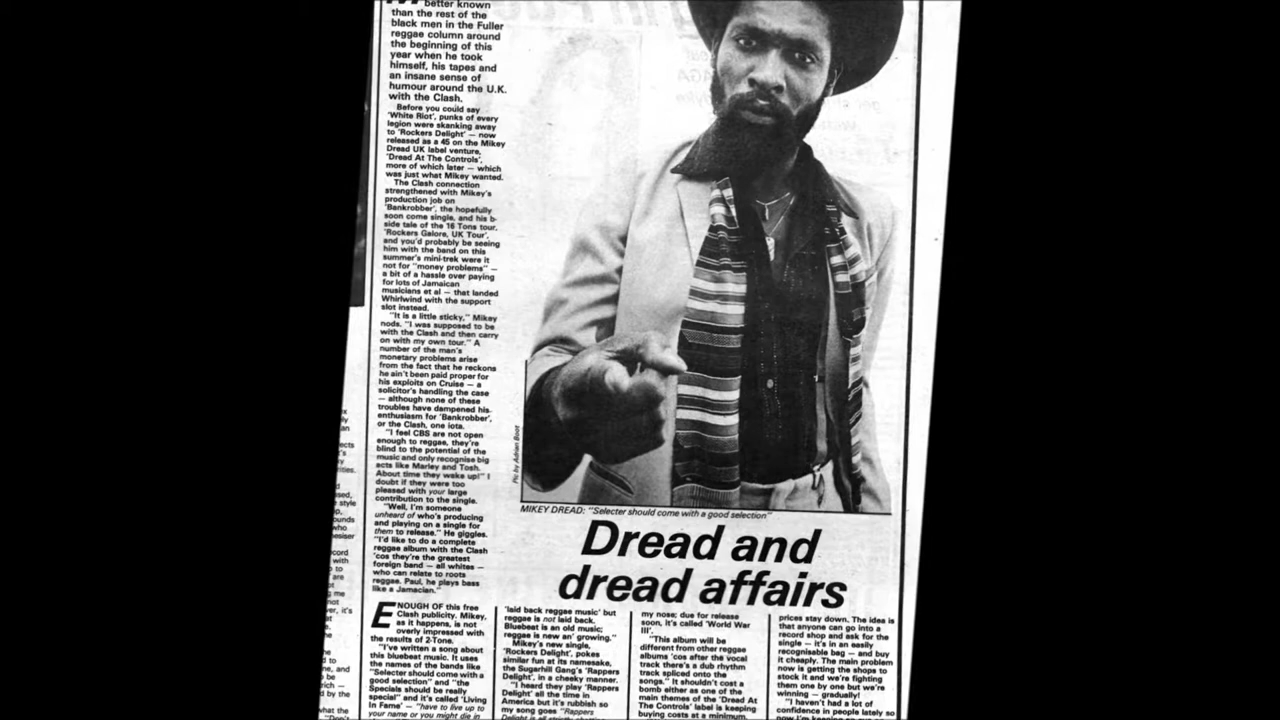 better known
than the rest of the
black men in the Fuller
reggae column around
the beginning of this
year when he took
himself, his tapes and
an insane sense of
humour around the U.K.
with the Clash.
Before you could say
'White Riot', punks of every
legion were skanking away
to 'Rockers Delight' — now
released as a 45 on the Mikey
Dread UK label venture,
'Dread At The Controls',
more of which later — which
was just what Mikey wanted.
The Clash connection
strengthened with Mikey's
production job on
'Bankrobber', the hopefully
soon come single, and his b-
side tale of the 16 Tons tour,
'Rockers Galore, UK Tour',
and you'd probably be seeing
him with the band on this
summer's mini-trek were it
not for "money problems" —
a bit of a hassle over paying
for lots of Jamaican
musicians et al — that landed
Whirlwind with the support
slot instead.
"It is a little sticky," Mikey
nods. "I was supposed to be
with the Clash and then carry
on with my own tour." A
number of the man's
monetary problems arise
from the fact that he reckons
he ain't been paid proper for
his exploits on Cruise — a
solicitor's handling the case
— although none of these
troubles have dampened his
enthusiasm for 'Bankrobber',
or the Clash, one iota.
"I feel CBS are not open
enough to reggae, they're
blind to the potential of the
music and only recognise big
acts like Marley and Tosh.
About time they wake up!" I
doubt if they were too
pleased with your large
contribution to the single.
"Well, I'm someone
unheard of who's producing
and playing on a single for
them to release." He giggles.
"I'd like to do a complete
reggae album with the Clash
'cos they're the greatest
foreign band — all whites —
who can relate to roots
reggae. Paul, he plays bass
like a Jamacian."
Pic by Adrian Boot
MIKEY DREAD: "Selecter should come with a good selection"
Dread and
dread affairs
ENOUGH OF this free
Clash publicity. Mikey,
as it happens, is not
overly impressed with
the results of 2-Tone.
"I've written a song about
this bluebeat music. It uses
the names of the bands like
"Selecter should come with a
good selection" and "the
Specials should be really
special" and it's called 'Living
In Fame' — "have to live up to
your name or you might die in
'laid back reggae music' but
reggae is not laid back.
Bluebeat is an old music;
reggae is new an' growing."
Mikey's new single,
'Rockers Delight', pokes
similar fun at its namesake,
the Sugarhill Gang's 'Rappers
Delight', in a cheeky manner.
"I heard they play 'Rappers
Delight' all the time in
America but it's rubbish so
my song goes "Rappers
my nose; due for release
soon, it's called 'World War
III'.
"This album will be
different from other reggae
albums 'cos after the vocal
track there's a dub rhythm
track spliced onto the
songs." It shouldn't cost a
bomb either as one of the
main themes of the 'Dread At
The Controls' label is keeping
buying costs at a minimum.
prices stay down. The idea is
that anyone can go into a
record shop and ask for the
single — it's in an easily
recognisable bag — and buy
it cheaply. The main problem
now is getting the shops to
stock it and we're fighting
them one by one but we're
winning — gradually!
"I haven't had a lot of
confidence in people lately so